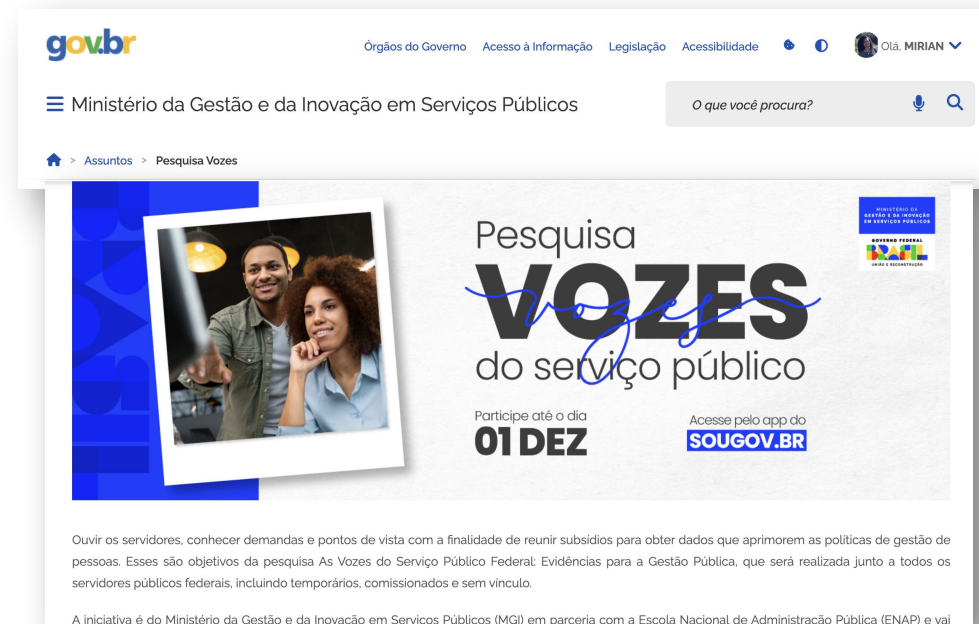 gov.br
Órgãos do Governo Acesso à Informação Legislação Acessibilidade Olá, MIRIAN
Ministério da Gestão e da Inovação em Serviços Públicos
O que você procura?
> Assuntos > Pesquisa Vozes
MINISTÉRIO DA
GESTÃO E DA INOVAÇÃO
EM SERVIÇOS PÚBLICOS
GOVERNO FEDERAL
BRASIL
UNIÃO E RECONSTRUÇÃO
Pesquisa
VOZES
vozes
do serviço público
Participe até o dia
01 DEZ
Acesse pelo app do
SOUGOV.BR
Ouvir os servidores, conhecer demandas e pontos de vista com a finalidade de reunir subsídios para obter dados que aprimorem as políticas de gestão de
pessoas. Esses são objetivos da pesquisa As Vozes do Serviço Público Federal: Evidências para a Gestão Pública, que será realizada junto a todos os
servidores públicos federais, incluindo temporários, comissionados e sem vínculo.
A iniciativa é do Ministério da Gestão e da Inovação em Serviços Públicos (MGI) em parceria com a Escola Nacional de Administração Pública (ENAP) e vai